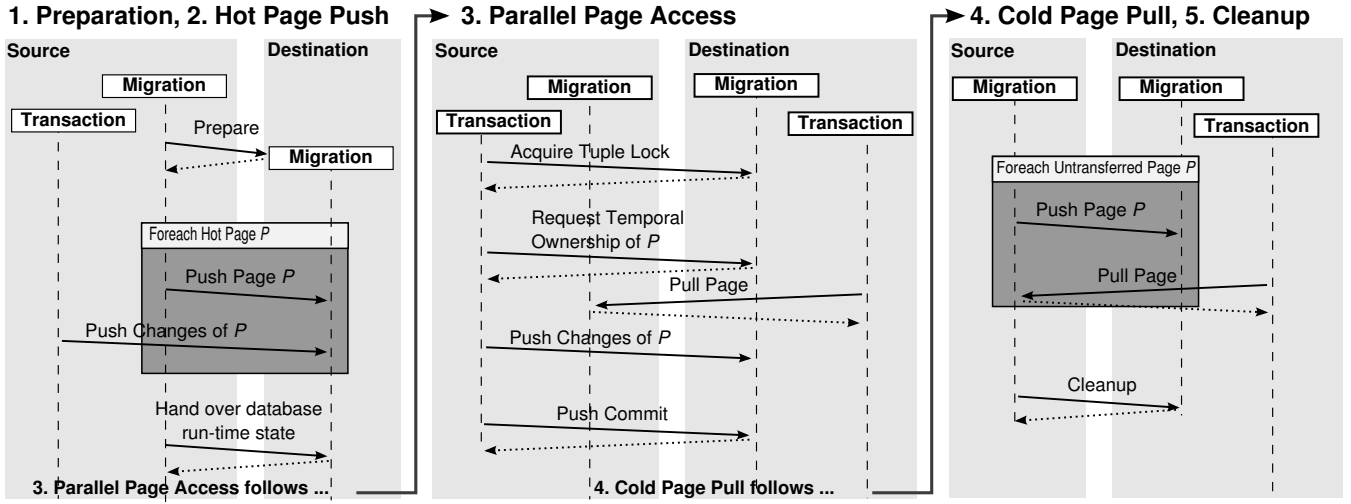 1. Preparation, 2. Hot Page Push
Source
Destination
Migration
Transaction
Prepare
Migration
Foreach Hot Page P
Push Page P
Push Changes of P
Hand over database
run-time state
3. Parallel Page Access follows ...
3. Parallel Page Access
Source
Destination
Migration
Migration
Transaction
Transaction
Acquire Tuple Lock
Request Temporal
Ownership of P
Pull Page
Push Changes of P
Push Commit
4. Cold Page Pull follows ...
4. Cold Page Pull, 5. Cleanup
Source
Destination
Migration
Migration
Transaction
Foreach Untransferred Page P
Push Page P
Pull Page
Cleanup